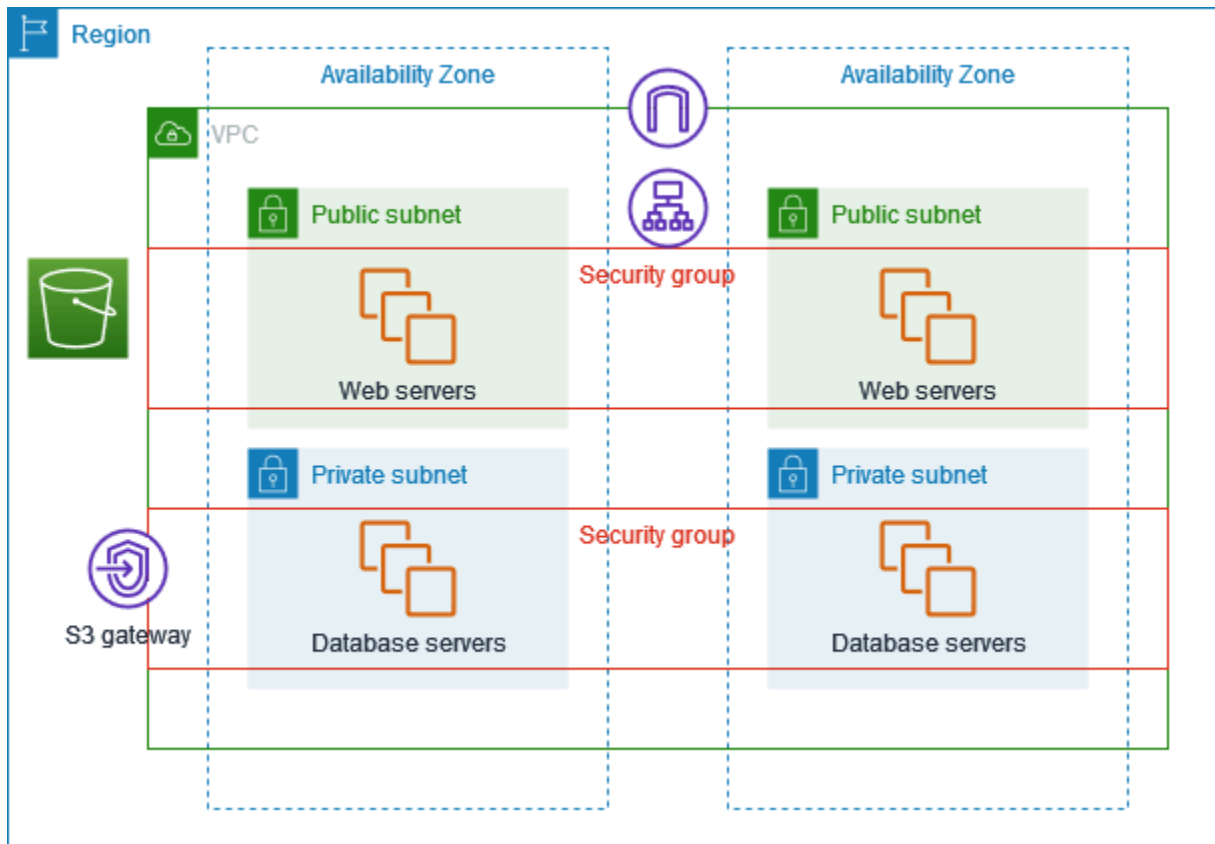 Region
Availability Zone
Availability Zone
VPC
Public subnet
Public subnet
Security group
Web servers
Web servers
Private subnet
Private subnet
Security group
S3 gateway
Database servers
Database servers